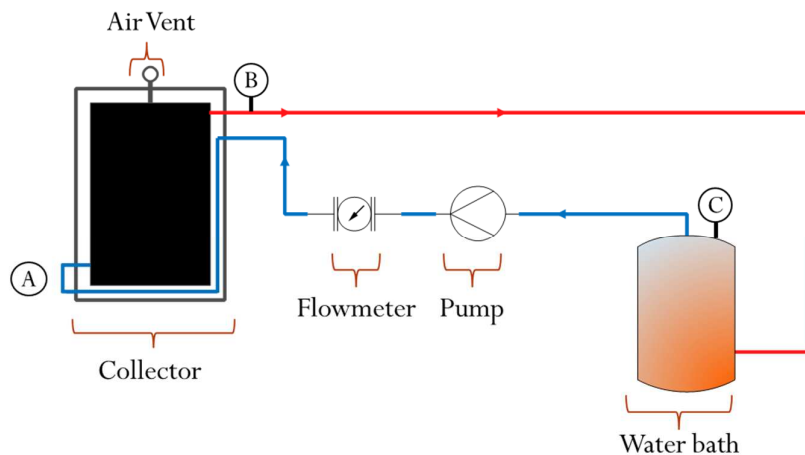 Air Vent
B
C
A
Flowmeter
Pump
Collector
Water bath